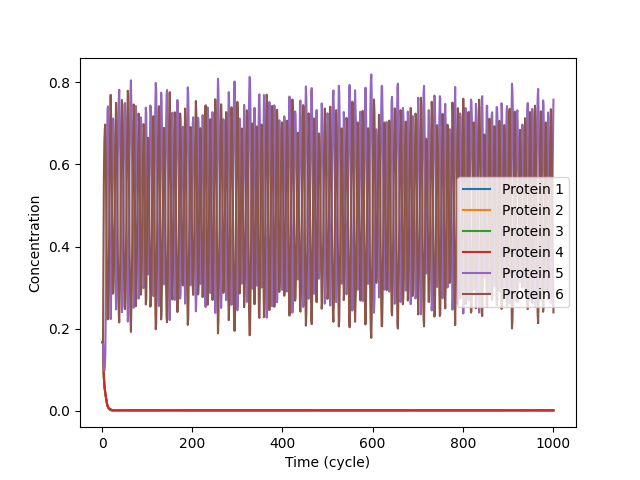 0.8
0.6
0.4
0.2
0.0
Concentration
0
200
400
600
800
1000
Time (cycle)
Protein 1
Protein 2
Protein 3
Protein 4
Protein 5
Protein 6